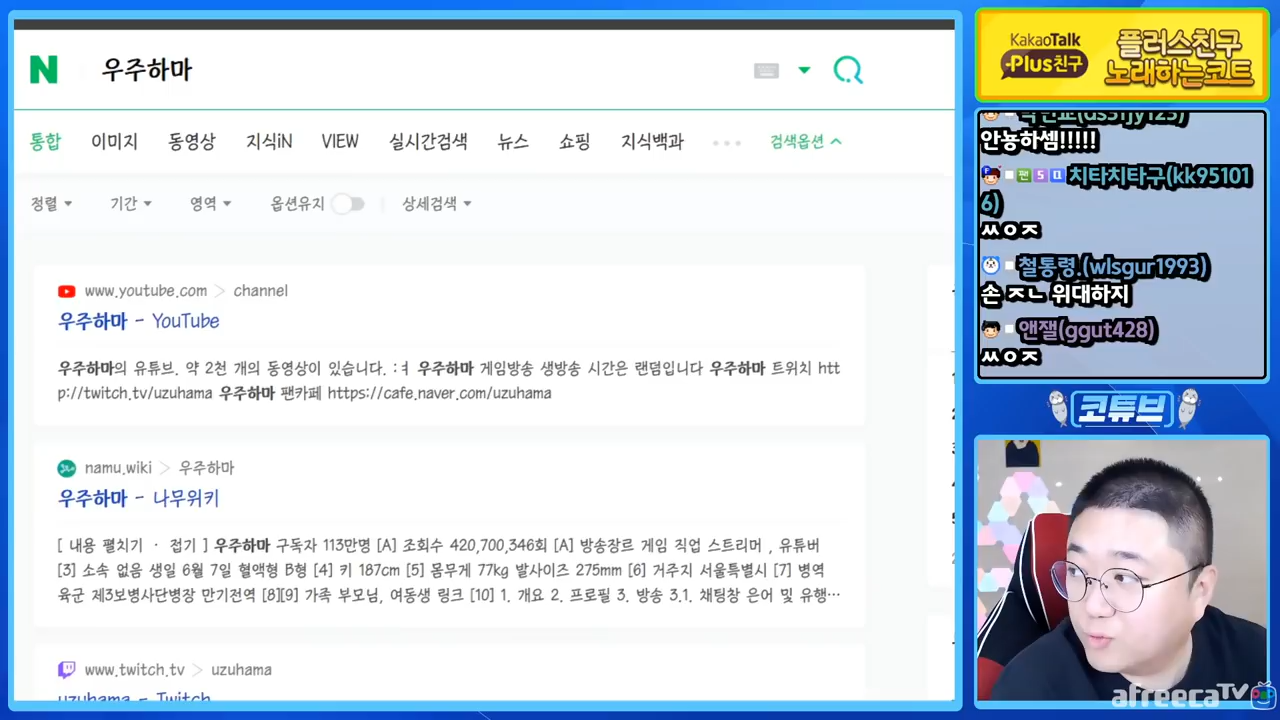 N 우주하마
통합 이미지 동영상 지식iN VIEW 실시간검색 뉴스 쇼핑 지식백과 검색옵션
정렬 기간 영역 옵션유지 상세검색
www.youtube.com > channel
우주하마 - YouTube
우주하마의 유튜브. 약 2천 개의 동영상이 있습니다. :ㅕ 우주하마 게임방송 생방송 시간은 랜덤입니다 우주하마 트위치 htt
p://twitch.tv/uzuhama 우주하마 팬카페 https://cafe.naver.com/uzuhama
namu.wiki > 우주하마
우주하마 - 나무위키
[ 내용 펼치기 · 접기 ] 우주하마 구독자 113만명 [A] 조회수 420,700,346회 [A] 방송장르 게임 직업 스트리머 , 유튜버
[3] 소속 없음 생일 6월 7일 혈액형 B형 [4] 키 187cm [5] 몸무게 77kg 발사이즈 275mm [6] 거주지 서울특별시 [7] 병역
육군 제3보병사단병장 만기전역 [8][9] 가족 부모님, 여동생 링크 [10] 1. 개요 2. 프로필 3. 방송 3.1. 채팅창 은어 및 유행…
www.twitch.tv > uzuhama
uzuhama - Twitch
KakaoTalk
Plus친구
플러스친구
노래하는코트
안뇽하셈!!!!!
치타치타구(kk95101
6)
ㅆㅇㅈ
철통령.(wlsgur1993)
손 ㅈㄴ 위대하지
앤잴(ggut428)
ㅆㅇㅈ
코튜브
afreecaTV